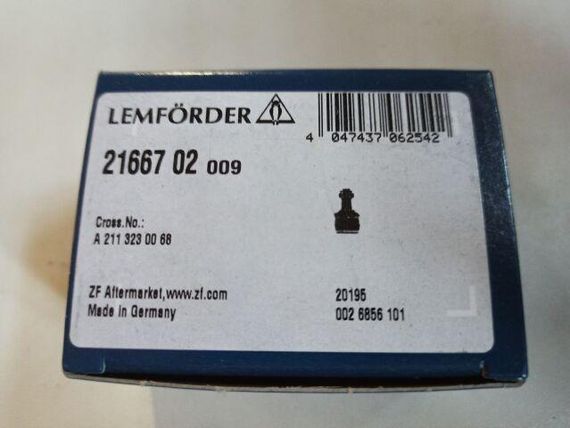 LEMFÖRDER
4 047437 062542
21667 02 009
Cross.No.:
A 211 323 00 68
ZF Aftermarket,www.zf.com
Made in Germany
20195
002 6856 101